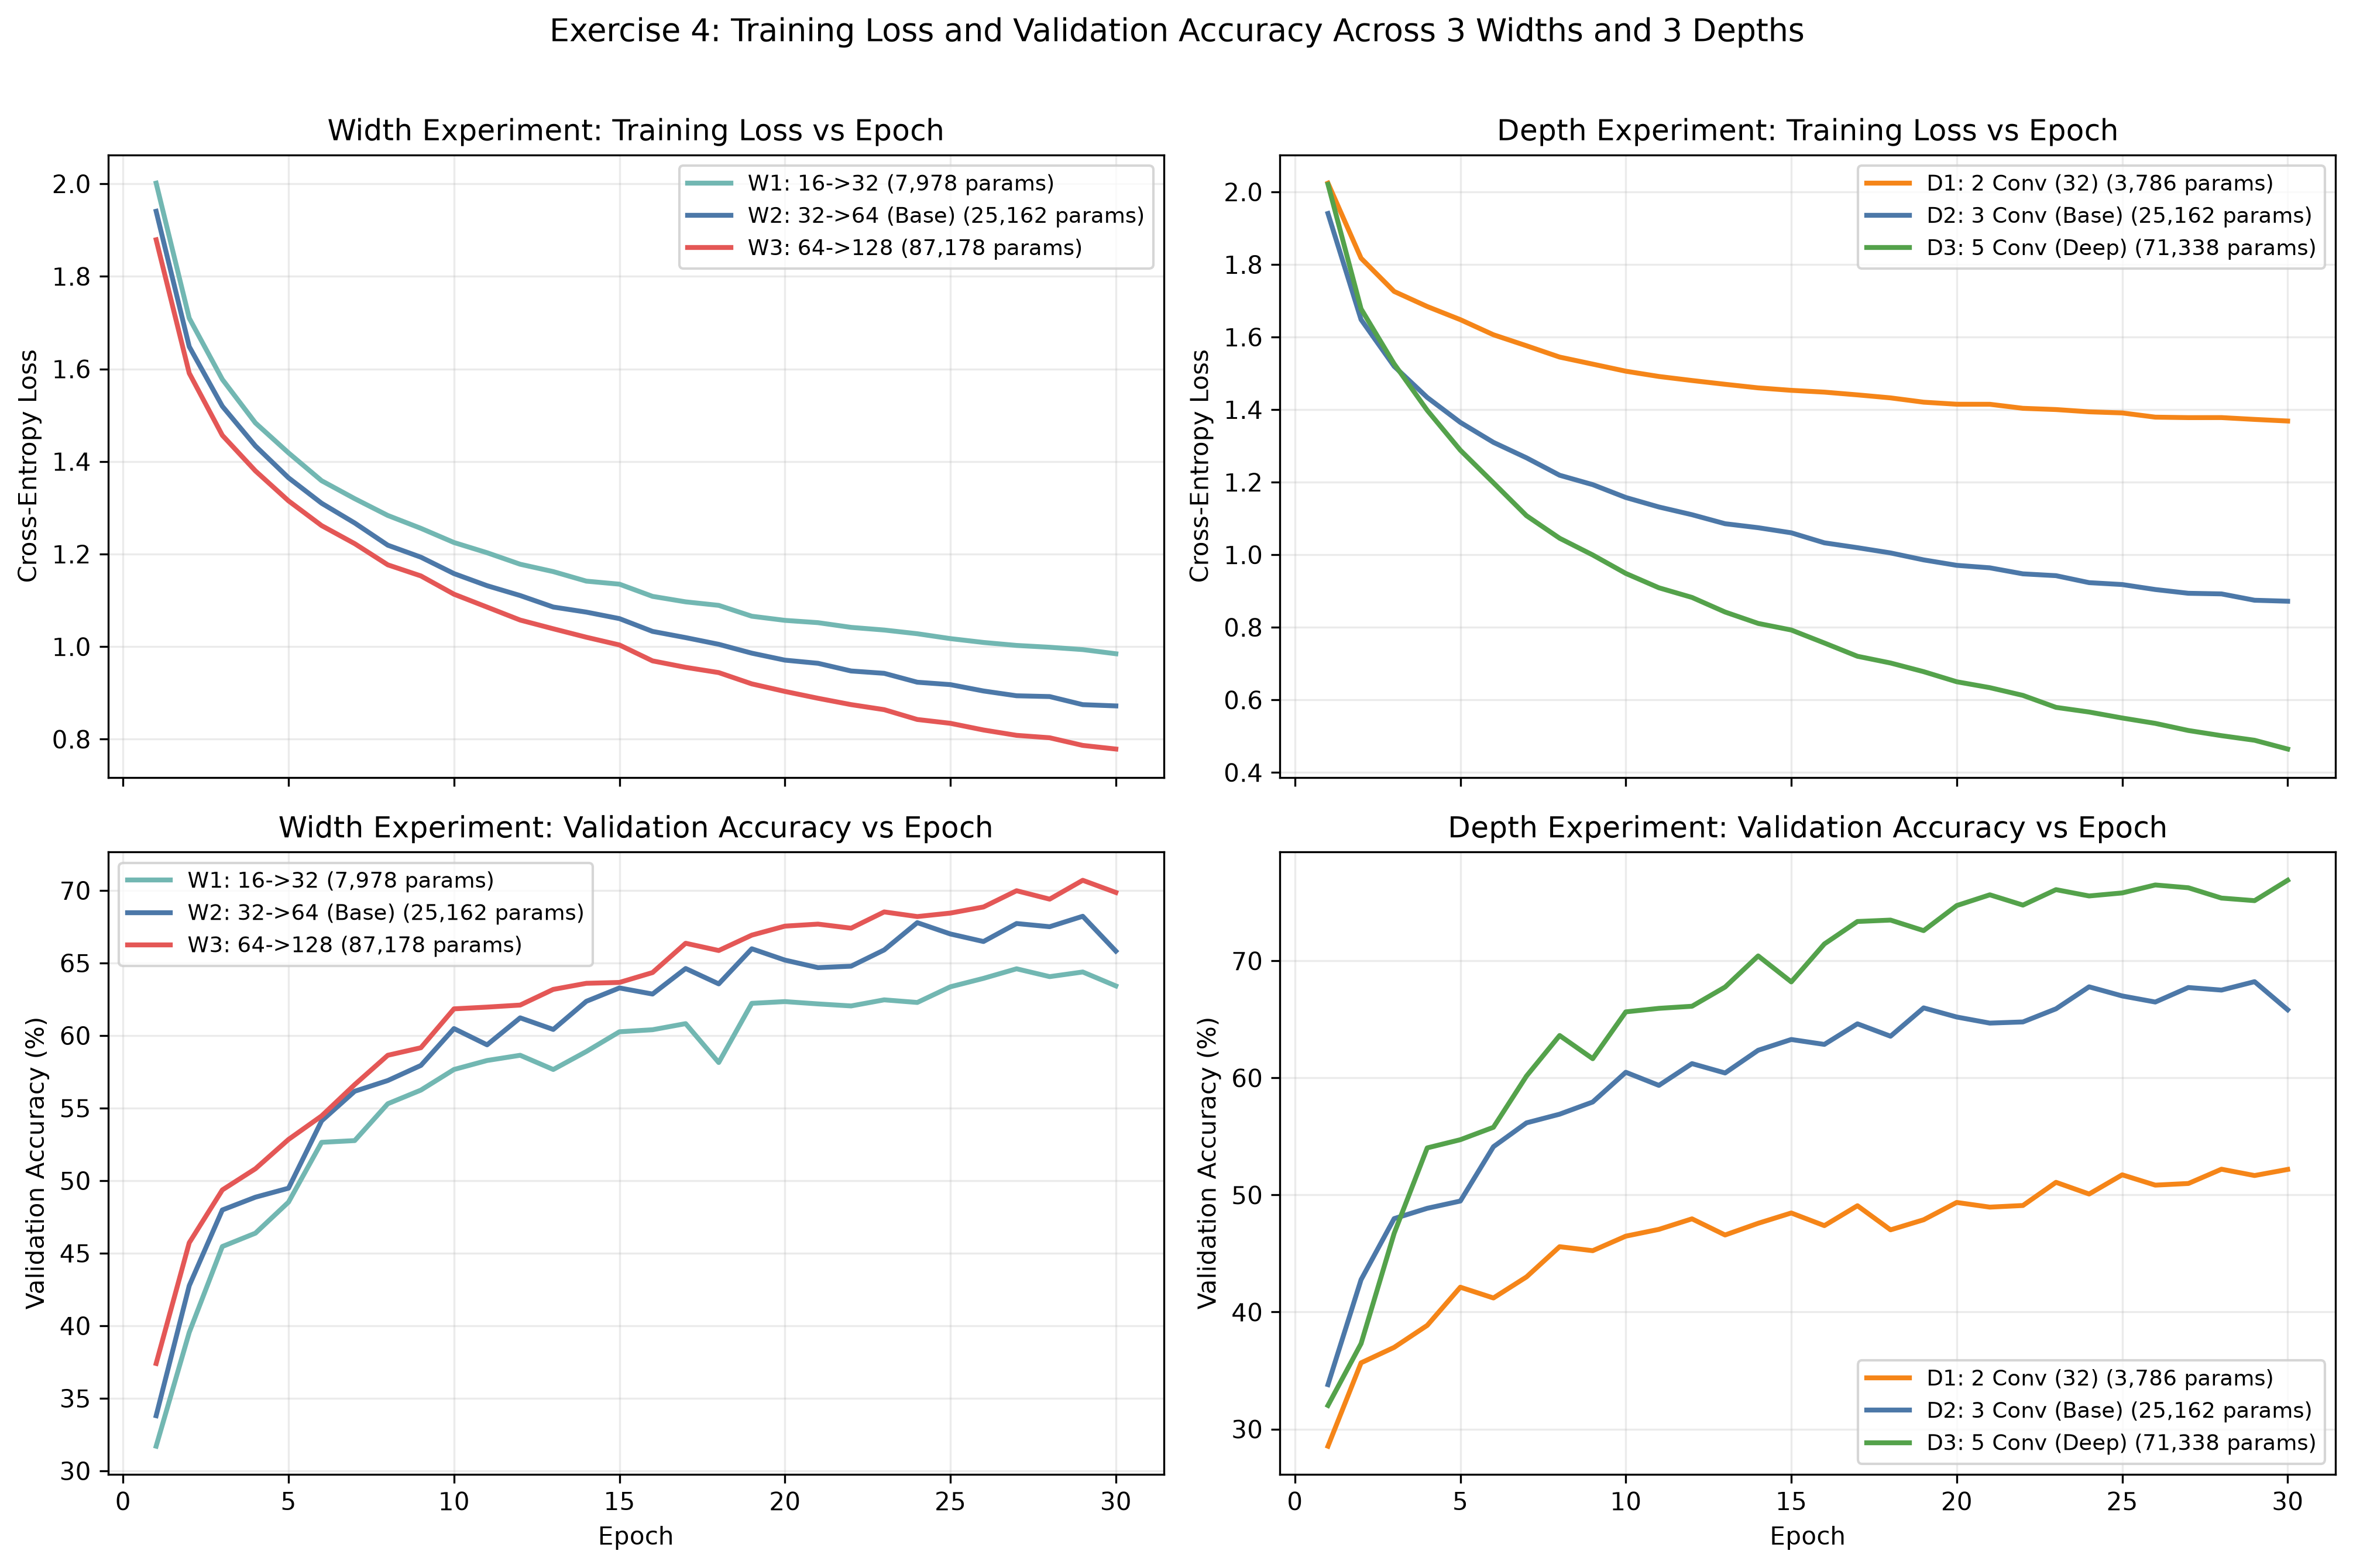 Exercise 4: Training Loss and Validation Accuracy Across 3 Widths and 3 Depths
Width Experiment: Training Loss vs Epoch
Cross-Entropy Loss
2.0
1.8
1.6
1.4
1.2
1.0
0.8
W1: 16->32 (7,978 params)
W2: 32->64 (Base) (25,162 params)
W3: 64->128 (87,178 params)
Depth Experiment: Training Loss vs Epoch
Cross-Entropy Loss
2.0
1.8
1.6
1.4
1.2
1.0
0.8
0.6
0.4
D1: 2 Conv (32) (3,786 params)
D2: 3 Conv (Base) (25,162 params)
D3: 5 Conv (Deep) (71,338 params)
Width Experiment: Validation Accuracy vs Epoch
Validation Accuracy (%)
70
65
60
55
50
45
40
35
30
W1: 16->32 (7,978 params)
W2: 32->64 (Base) (25,162 params)
W3: 64->128 (87,178 params)
0 5 10 15 20 25 30
Epoch
Depth Experiment: Validation Accuracy vs Epoch
Validation Accuracy (%)
70
60
50
40
30
D1: 2 Conv (32) (3,786 params)
D2: 3 Conv (Base) (25,162 params)
D3: 5 Conv (Deep) (71,338 params)
0 5 10 15 20 25 30
Epoch